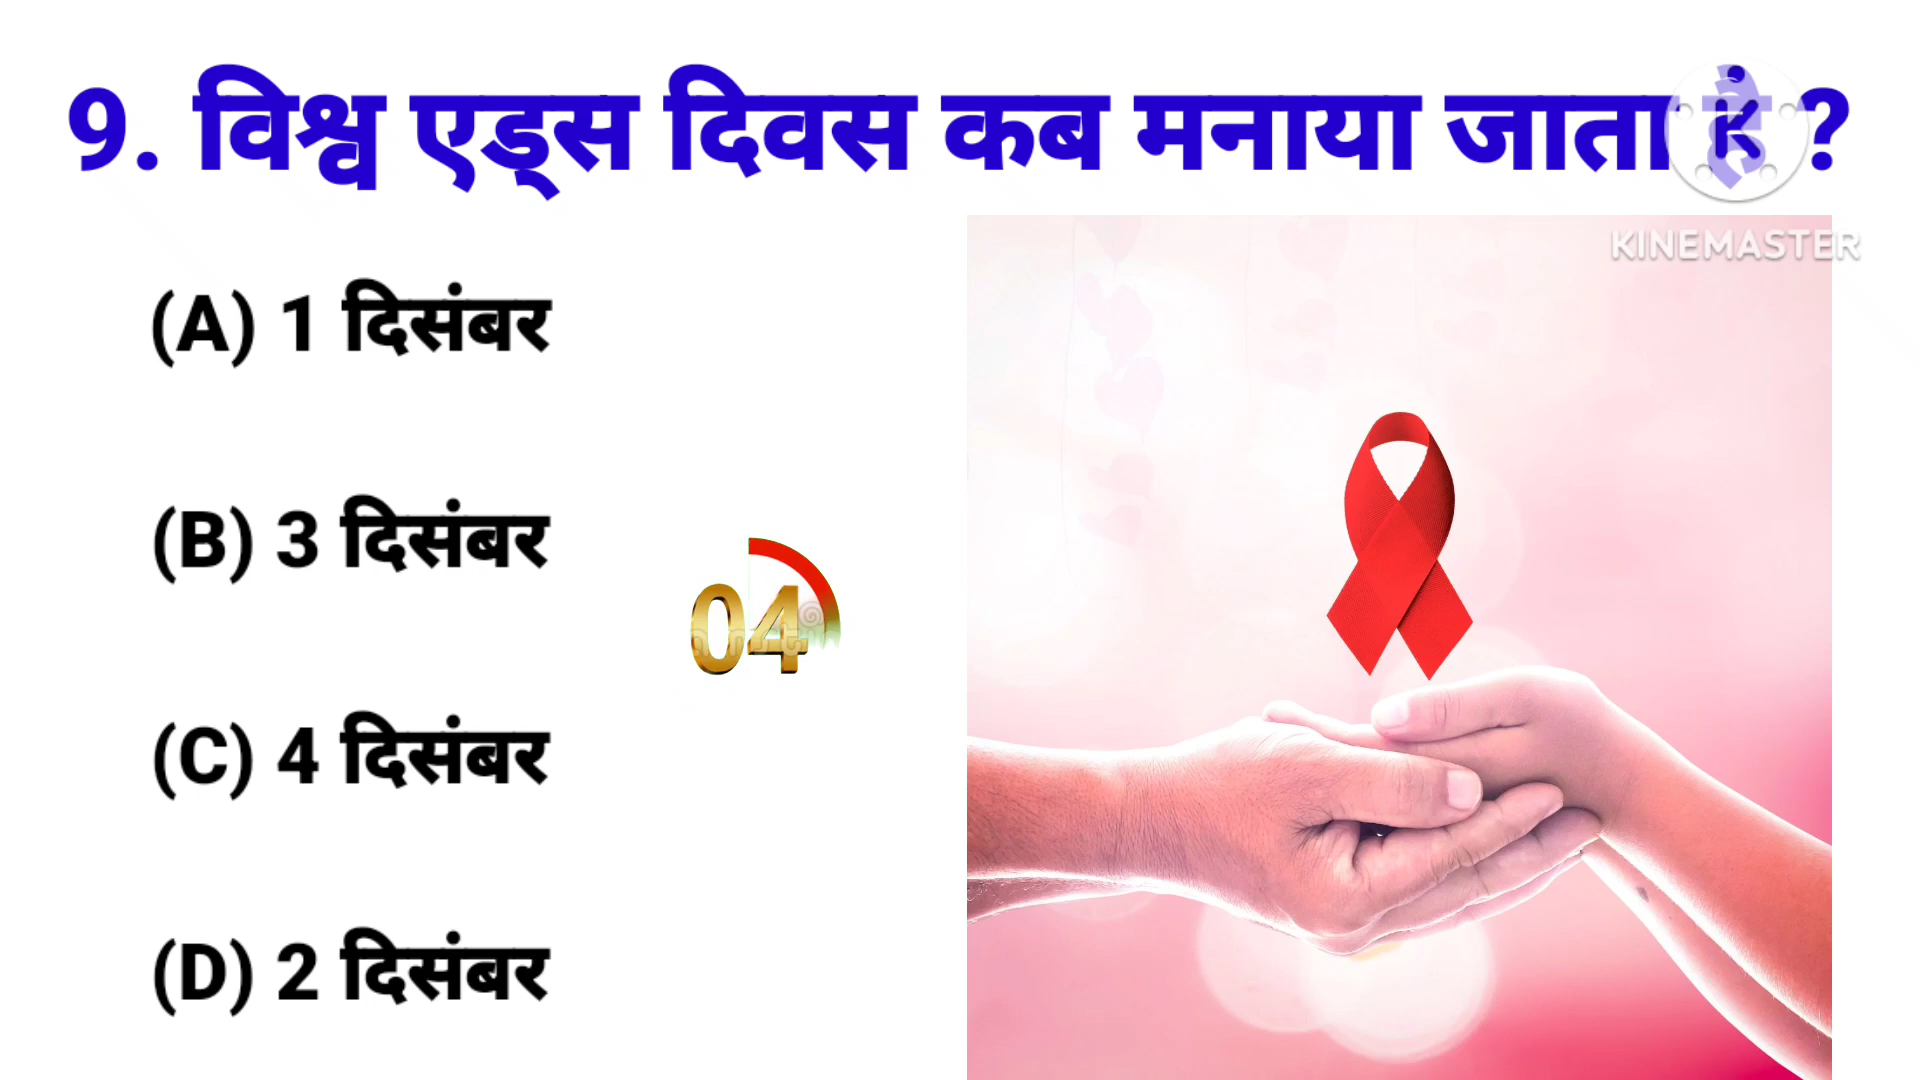 9. विश्व एड्स दिवस कब मनाया जाता है ?
KINEMASTER
(A) 1 दिसंबर
(B) 3 दिसंबर
04
(C) 4 दिसंबर
(D) 2 दिसंबर